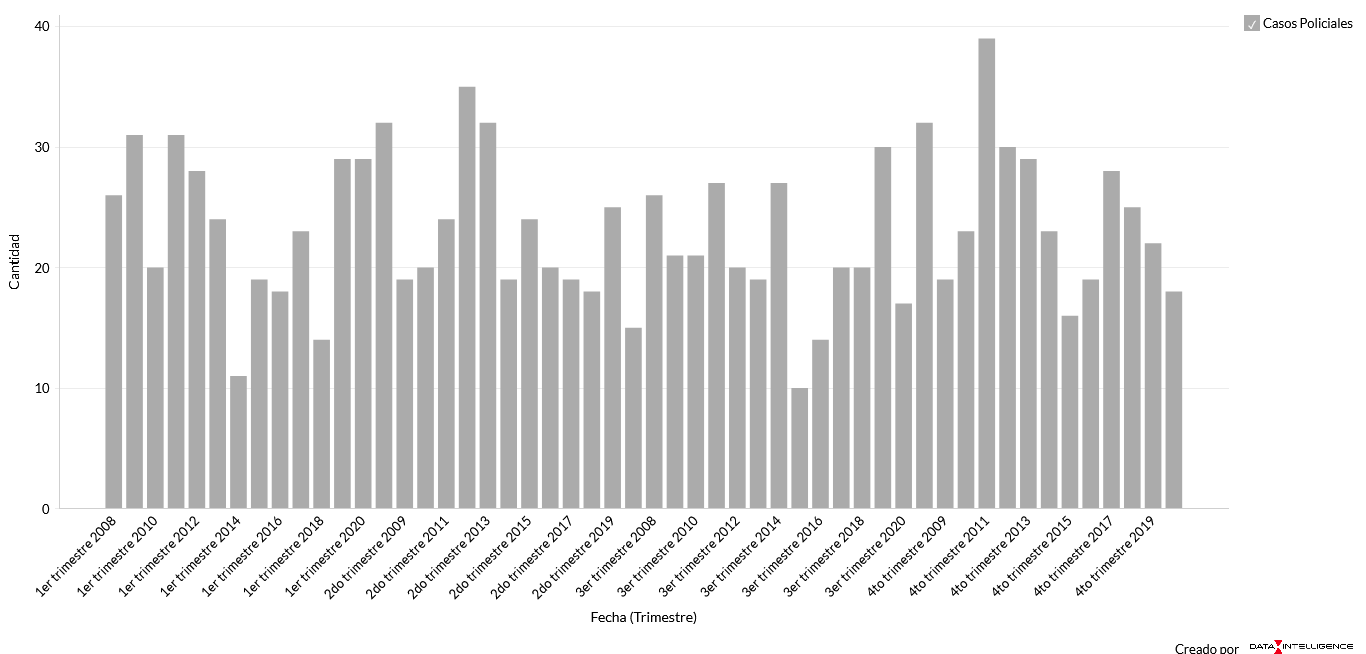 Casos Policiales
40
30
20
10
0
Cantidad
1er trimestre 2008
1er trimestre 2010
1er trimestre 2012
1er trimestre 2014
1er trimestre 2016
1er trimestre 2018
1er trimestre 2020
2do trimestre 2009
2do trimestre 2011
2do trimestre 2013
2do trimestre 2015
2do trimestre 2017
2do trimestre 2019
3er trimestre 2008
3er trimestre 2010
3er trimestre 2012
3er trimestre 2014
3er trimestre 2016
3er trimestre 2018
3er trimestre 2020
4to trimestre 2009
4to trimestre 2011
4to trimestre 2013
4to trimestre 2015
4to trimestre 2017
4to trimestre 2019
Fecha (Trimestre)
Creado por DATA INTELLIGENCE